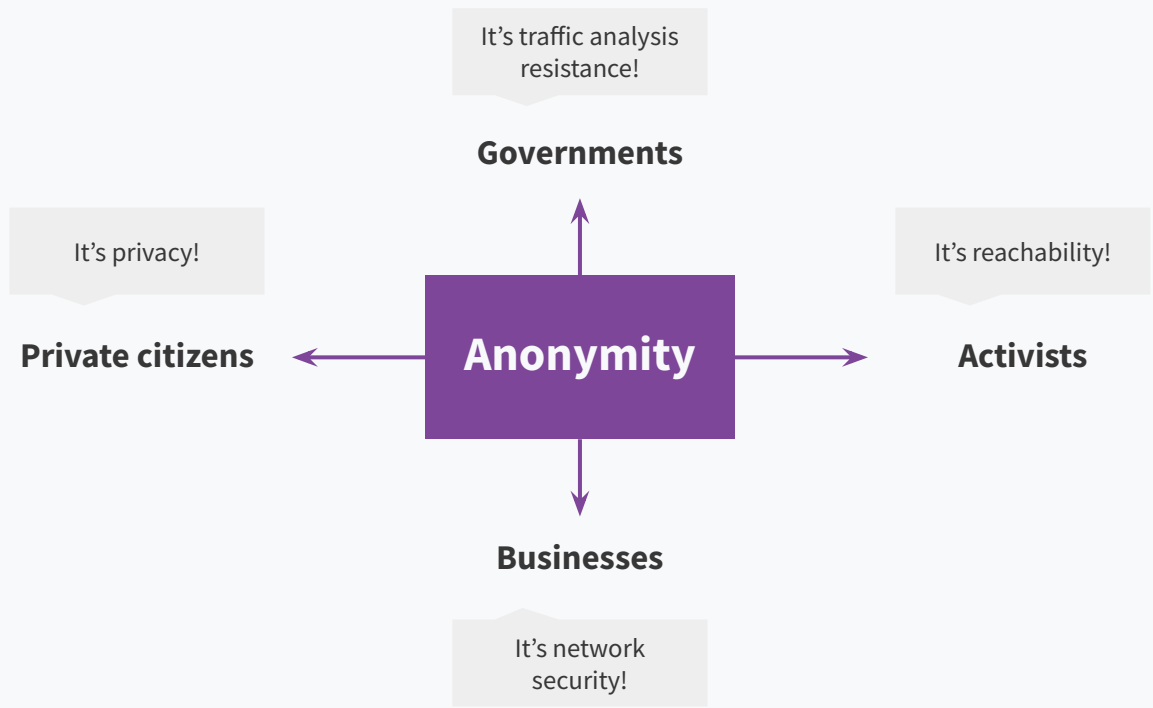 It’s traffic analysis
resistance!
Governments
It’s privacy!
It’s reachability!
Private citizens
Anonymity
Activists
Businesses
It’s network
security!